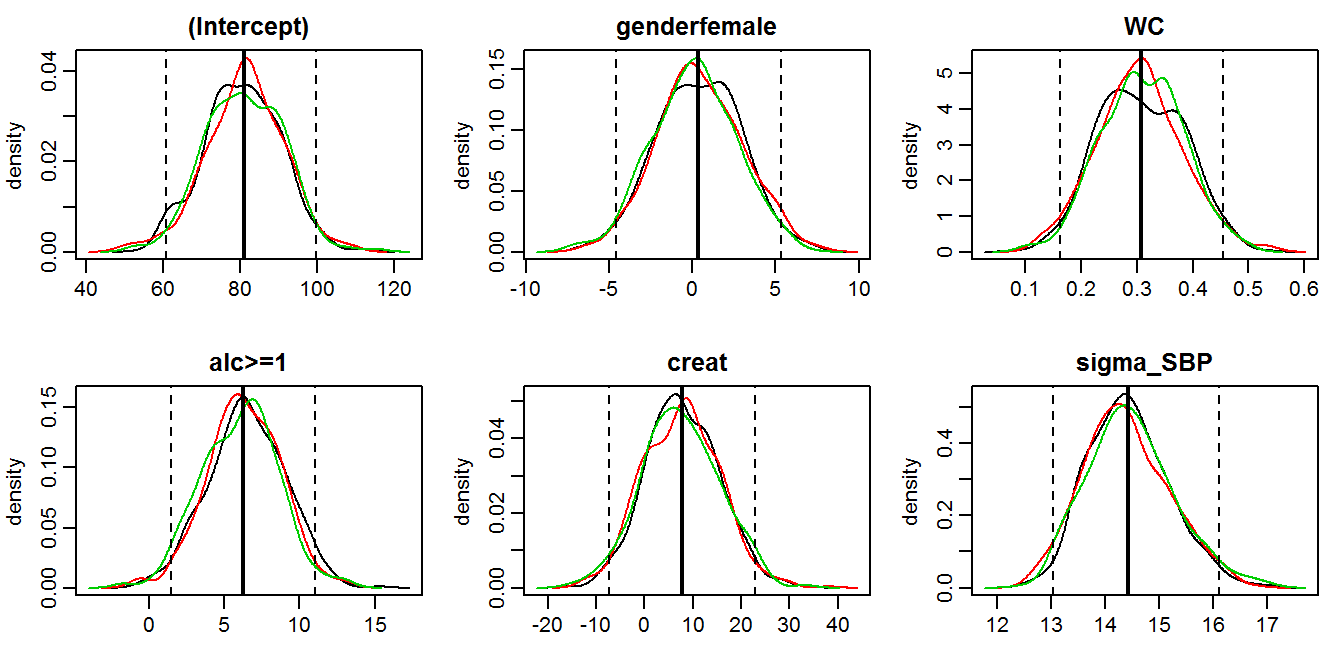 (Intercept) genderfemale WC
density 0.00 0.02 0.04
40 60 80 100 120
density 0.00 0.05 0.10 0.15
-10 -5 0 5 10
density 0 1 2 3 4 5
0.1 0.2 0.3 0.4 0.5 0.6
alc>=1 creat sigma_SBP
density 0.00 0.05 0.10 0.15
0 5 10 15
density 0.00 0.02 0.04
-20 -10 0 10 20 30 40
density 0.0 0.2 0.4
12 13 14 15 16 17